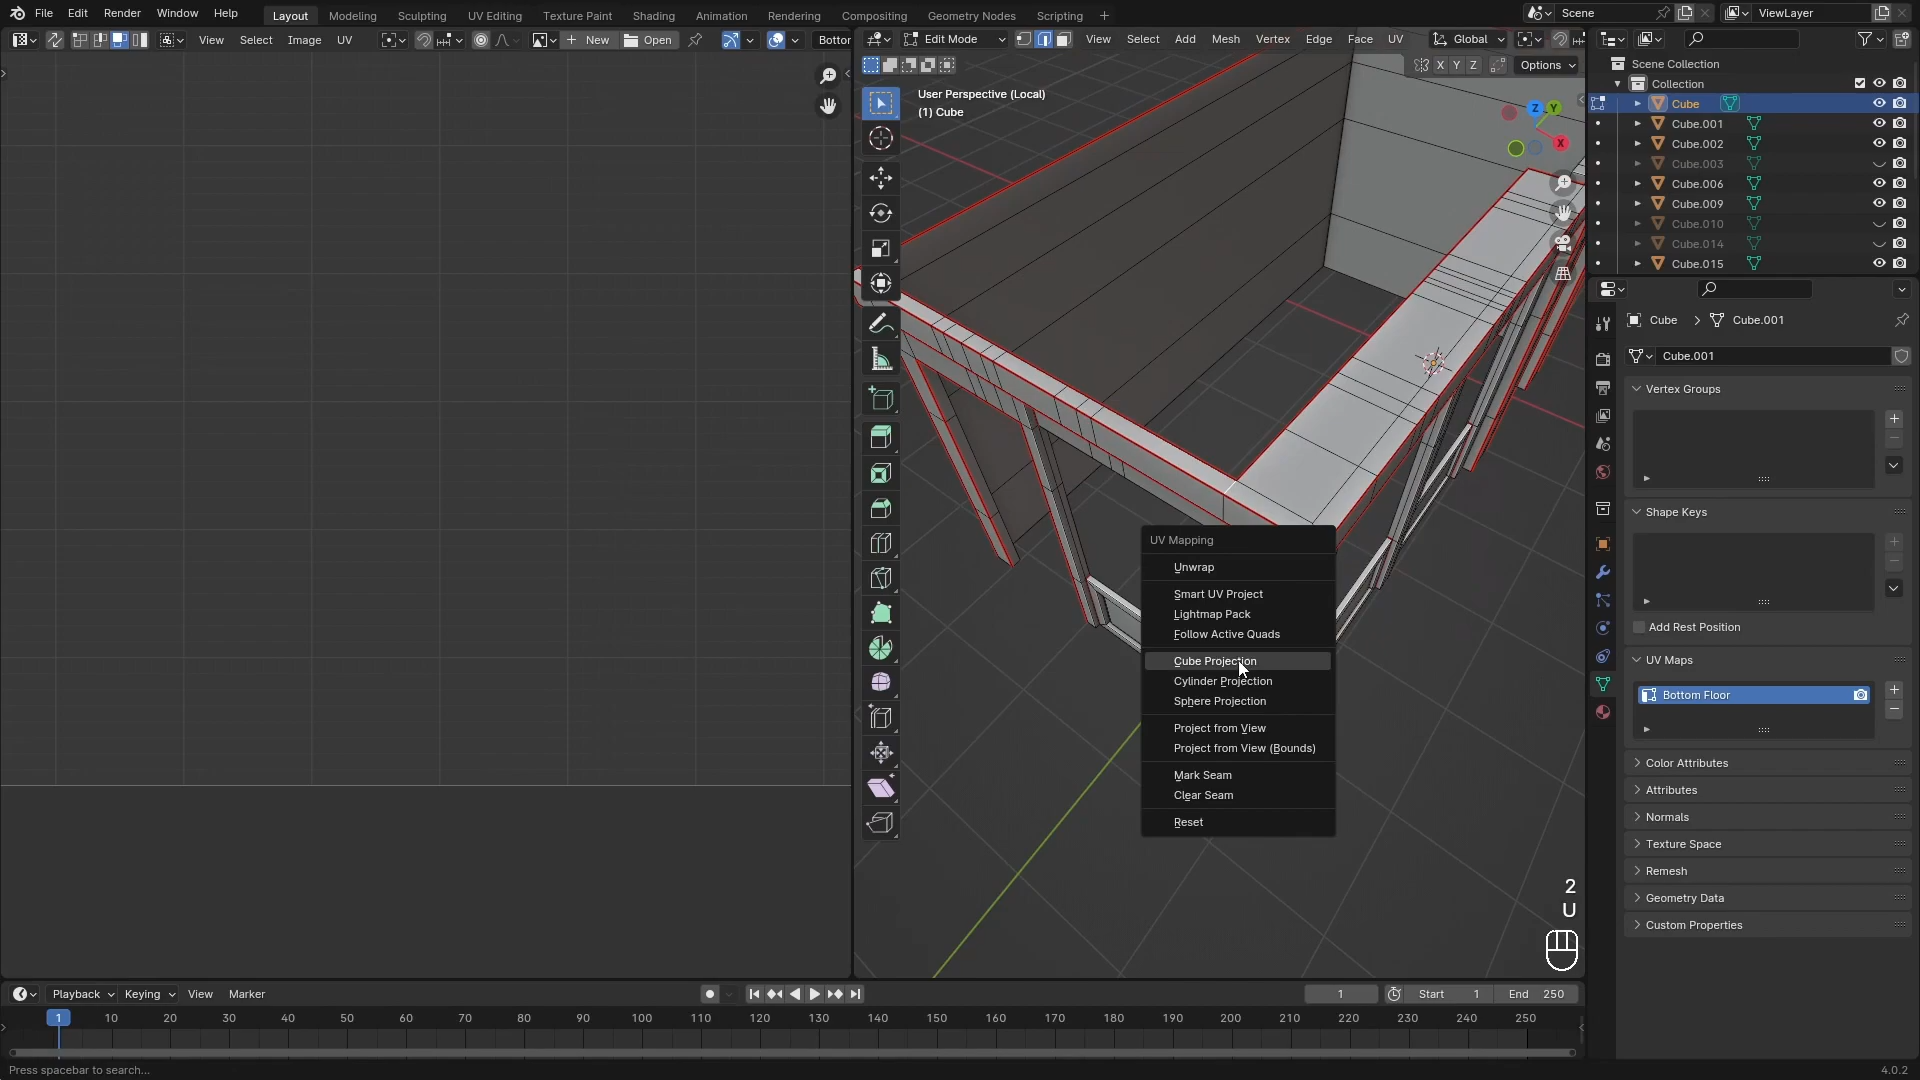 File Edit Render Window Help
Layout Modeling Sculpting UV Editing Texture Paint Shading Animation Rendering Compositing Geometry Nodes Scripting +
Scene
ViewLayer
View Select Image UV
New Open
Bottor
Edit Mode View Select Add Mesh Vertex Edge Face UV Global
X Y Z Options
User Perspective (Local)
(1) Cube
Z Y
X
UV Mapping
Unwrap
Smart UV Project
Lightmap Pack
Follow Active Quads
Cube Projection
Cylinder Projection
Sphere Projection
Project from View
Project from View (Bounds)
Mark Seam
Clear Seam
Reset
2
U
Scene Collection
Collection
Cube
Cube.001
Cube.002
Cube.003
Cube.006
Cube.009
Cube.010
Cube.014
Cube.015
Cube > Cube.001
Cube.001
Vertex Groups
Shape Keys
Add Rest Position
UV Maps
Bottom Floor
Color Attributes
Attributes
Normals
Texture Space
Remesh
Geometry Data
Custom Properties
Playback Keying View Marker
1 Start 1 End 250
1 10 20 30 40 50 60 70 80 90 100 110 120 130 140 150 160 170 180 190 200 210 220 230 240 250
Press spacebar to search...
4.0.2